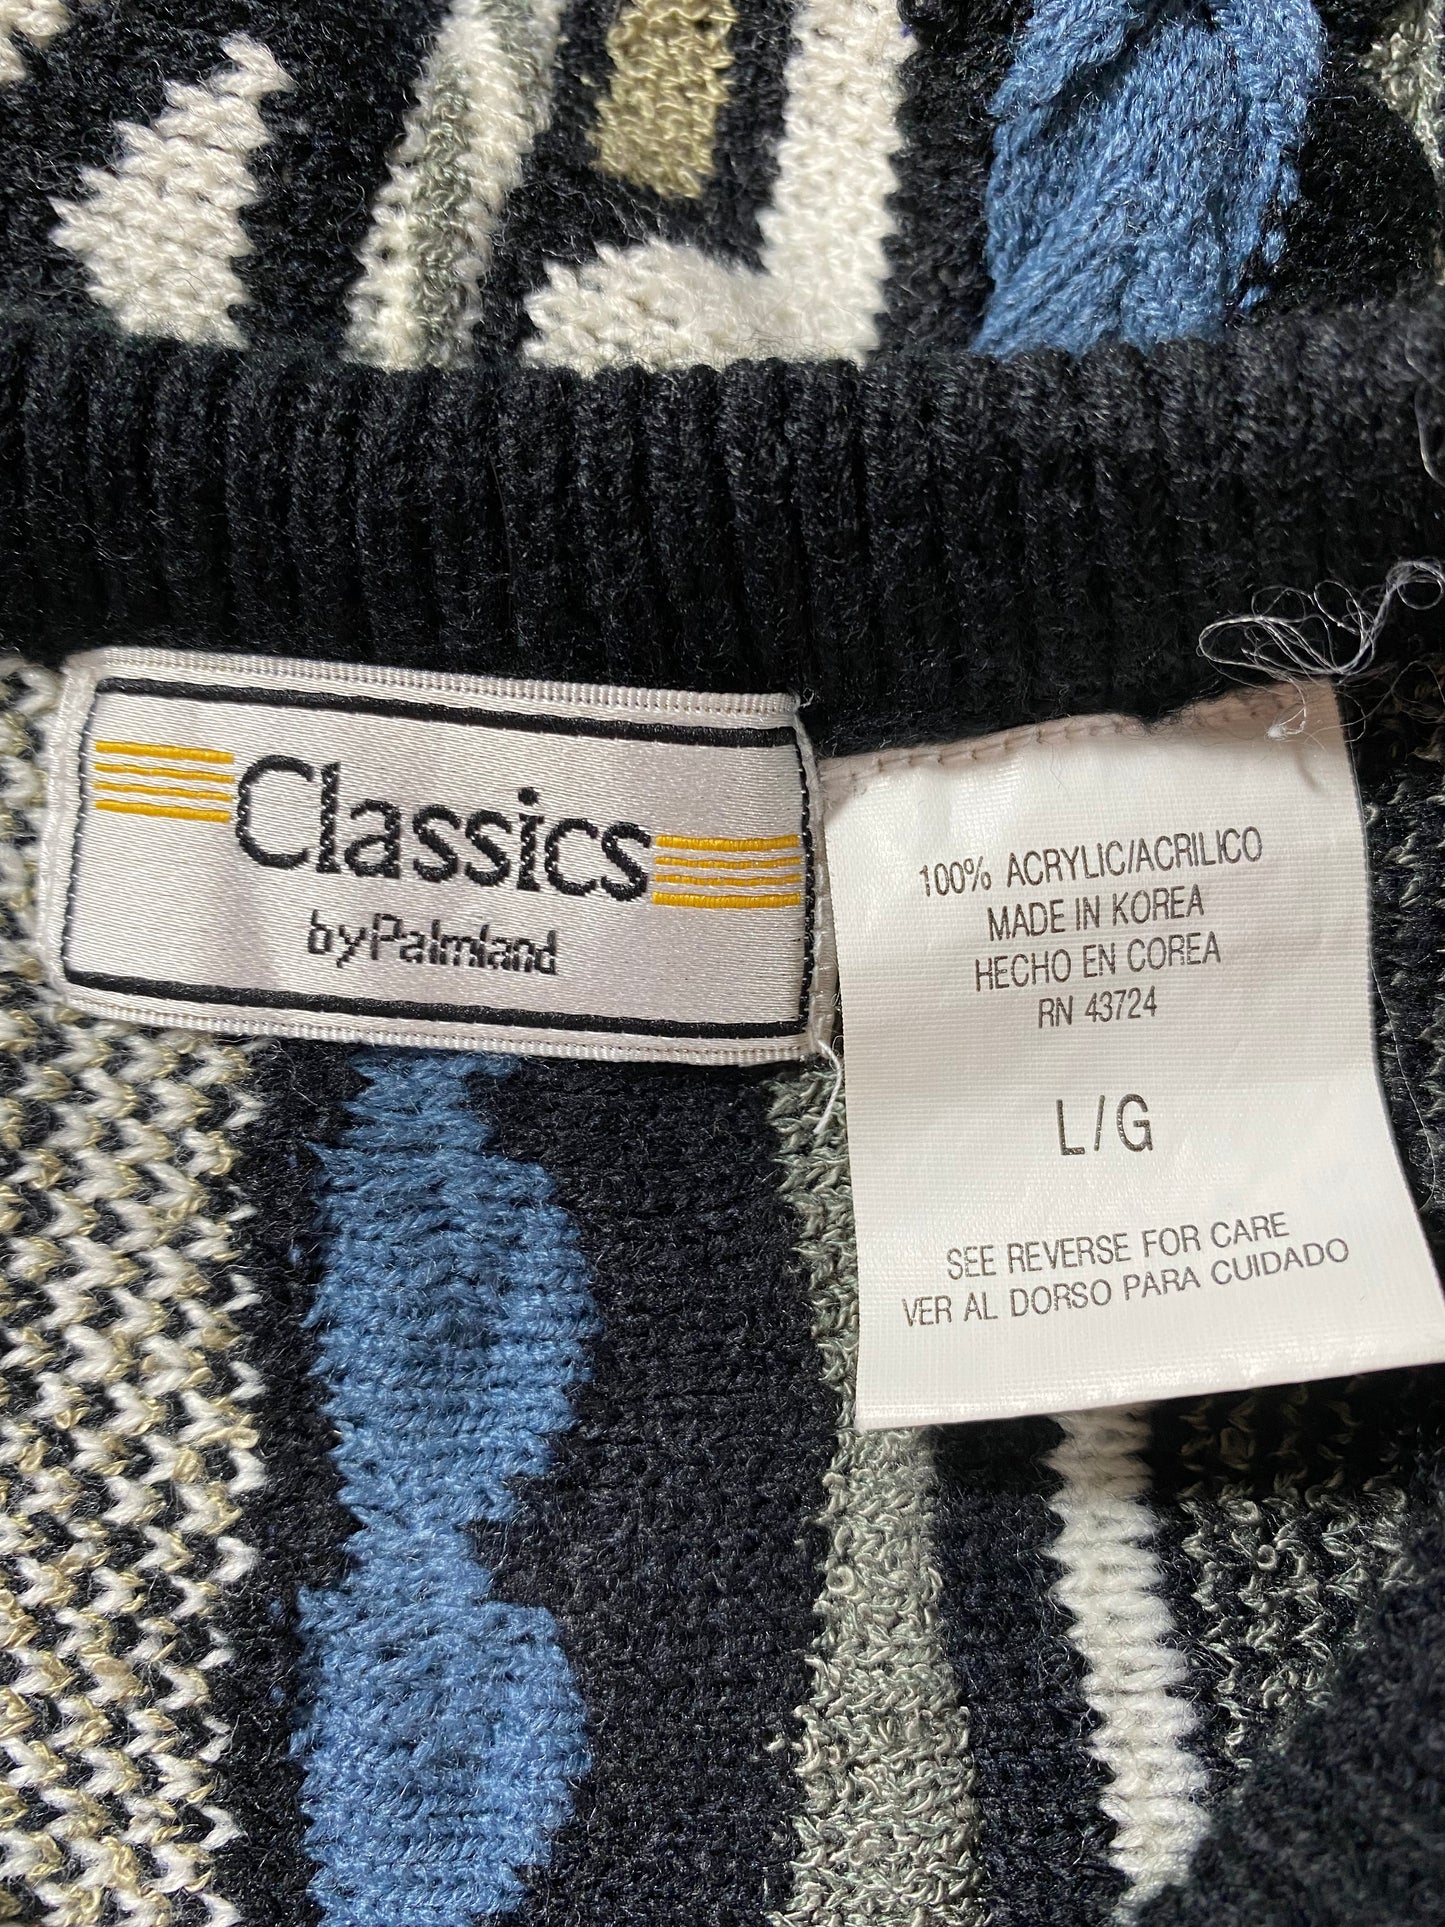 Classics
by Palmland
100% ACRYLIC/ACRILICO
MADE IN KOREA
HECHO EN COREA
RN 43724
L/G
SEE REVERSE FOR CARE
VER AL DORSO PARA CUIDADO